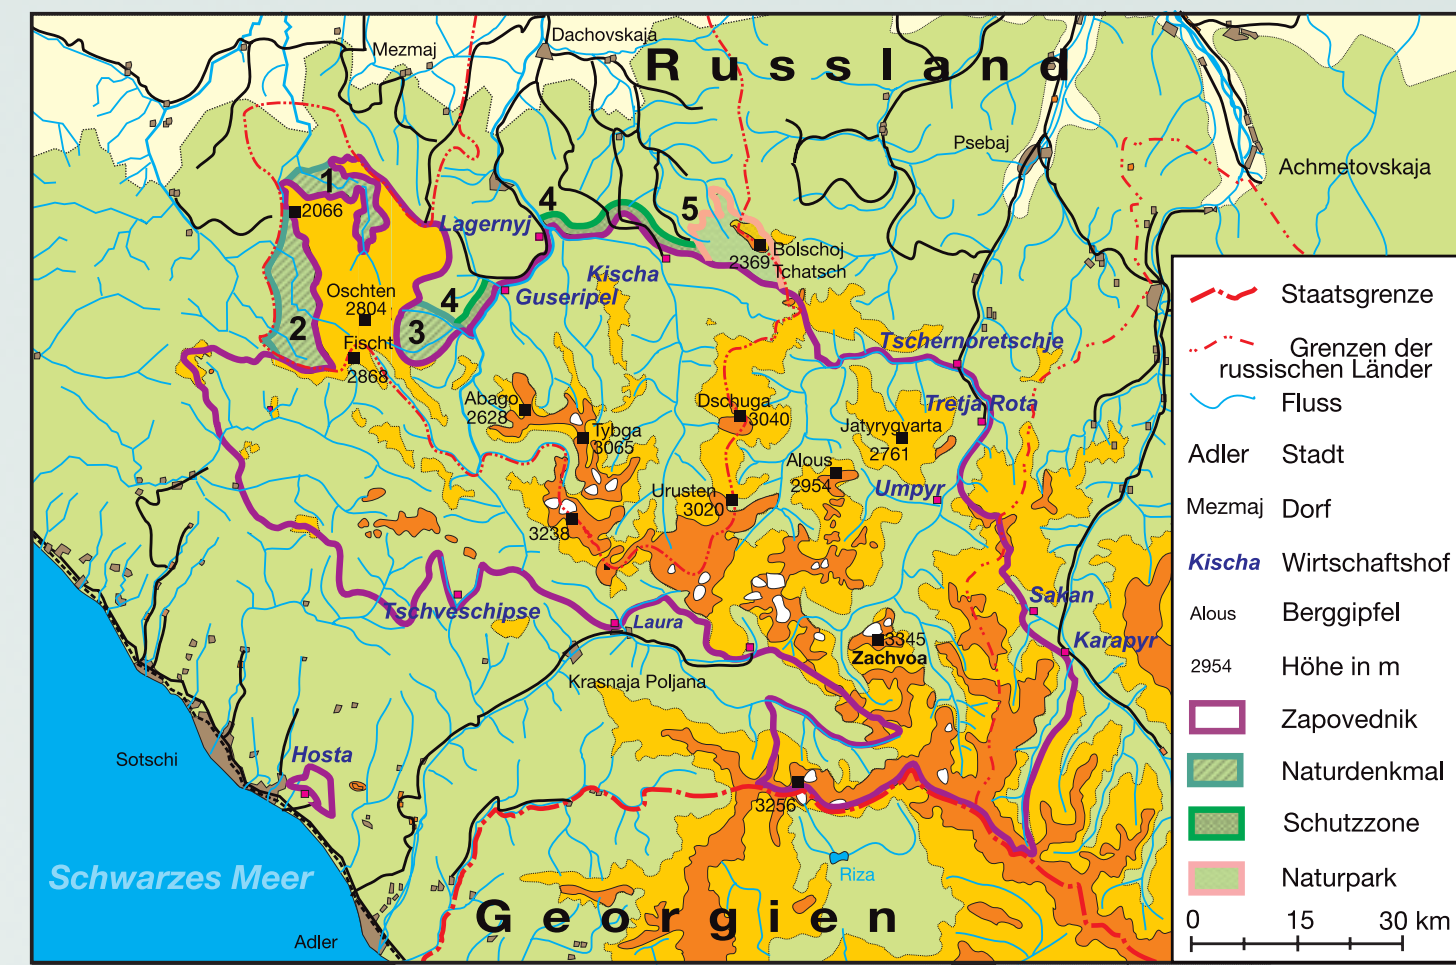 Mezmaj
Dachovskaja
Russland
Psebaj
Achmetovskaja
1
2066
Lagernyj
4
5
Kischa
Guseripel
2369
Bolschoj
Tchatsch
Oschten
2804
4
3
2
Fischt
2868
Tschernoretschje
Tretja Rota
Abago
2628
Tybga
3065
Dschuga
3040
Jatyrgvarta
2761
Alous
2954
Umpyr
Urusten
3020
3238
Tschveschipse
Laura
Sakan
Karapyr
3345
Zachvoa
Krasnaja Poljana
Sotschi
Hosta
3256
Riza
Schwarzes Meer
Georgien
Adler
Staatsgrenze
Grenzen der
russischen Länder
Fluss
Adler Stadt
Mezmaj Dorf
Kischa Wirtschaftshof
Alous Berggipfel
2954 Höhe in m
Zapovednik
Naturdenkmal
Schutzzone
Naturpark
0 15 30 km